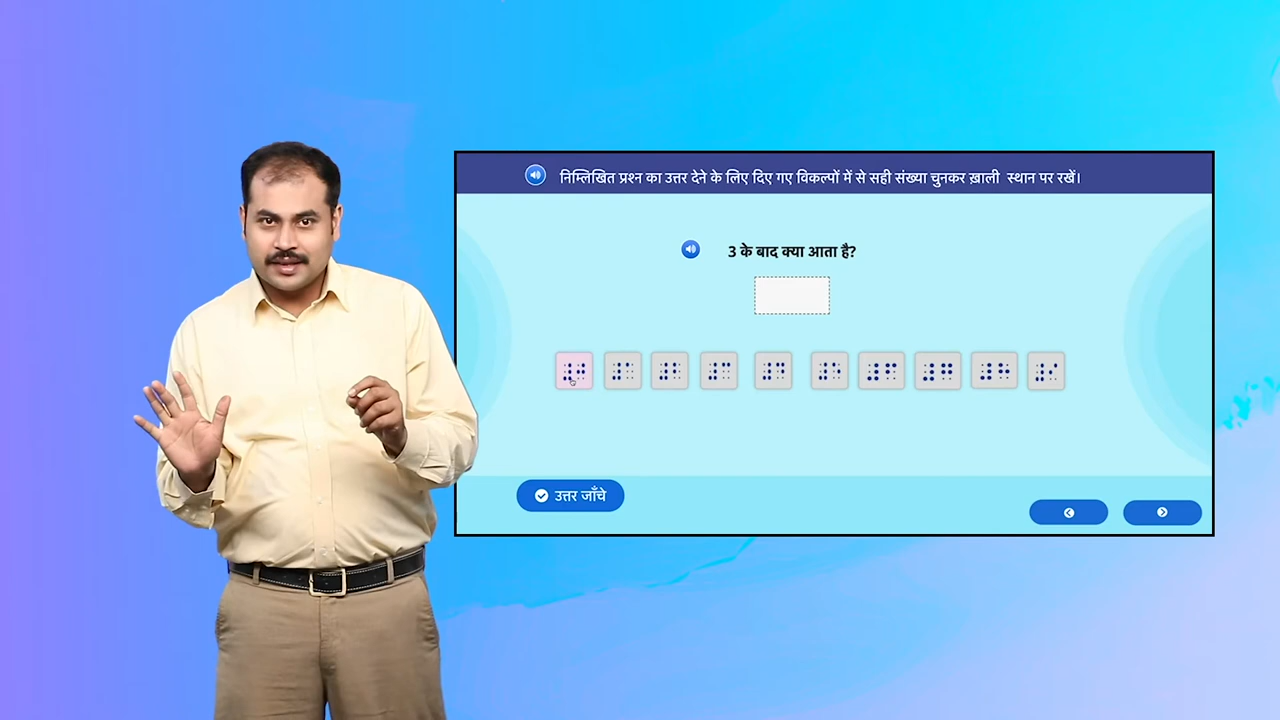 निम्लिखित प्रश्न का उत्तर देने के लिए दिए गए विकल्पों में से सही संख्या चुनकर ख़ाली स्थान पर रखें।
3 के बाद क्या आता है?
उत्तर जाँचे